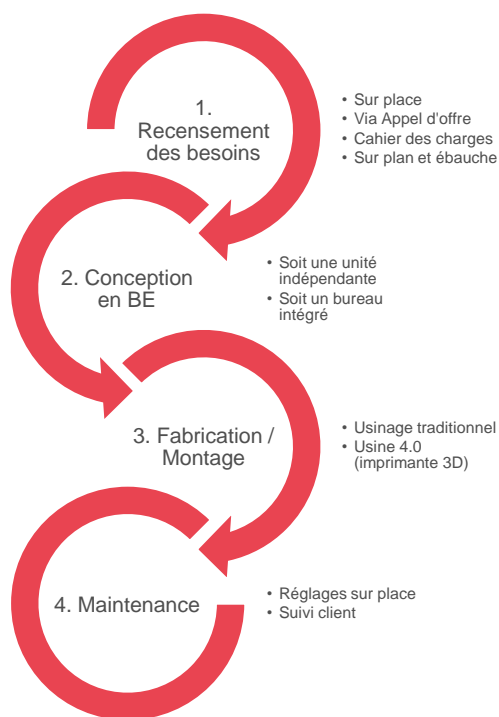 1.
Recensement
des besoins
• Sur place
• Via Appel d'offre
• Cahier des charges
• Sur plan et ébauche
2. Conception
en BE
• Soit une unité
indépendante
• Soit un bureau
intégré
3. Fabrication /
Montage
• Usinage traditionnel
• Usine 4.0
(imprimante 3D)
4. Maintenance
• Réglages sur place
• Suivi client